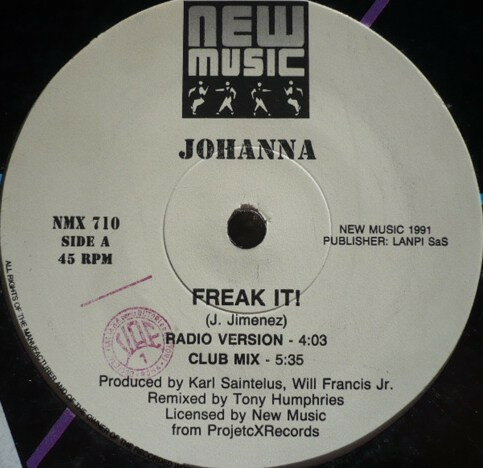 NEW
MUSIC
JOHANNA
NMX 710
SIDE A
45 RPM
NEW MUSIC 1991
PUBLISHER: LANPI SaS
FREAK IT!
(J. Jimenez)
RADIO VERSION - 4:03
CLUB MIX - 5:35
Produced by Karl Saintelus, Will Francis Jr.
Remixed by Tony Humphries
Licensed by New Music
from ProjetcXRecords
ALL RIGHTS OF THE MANUFACTURER AND OF THE OWNER OF THE RECORDED